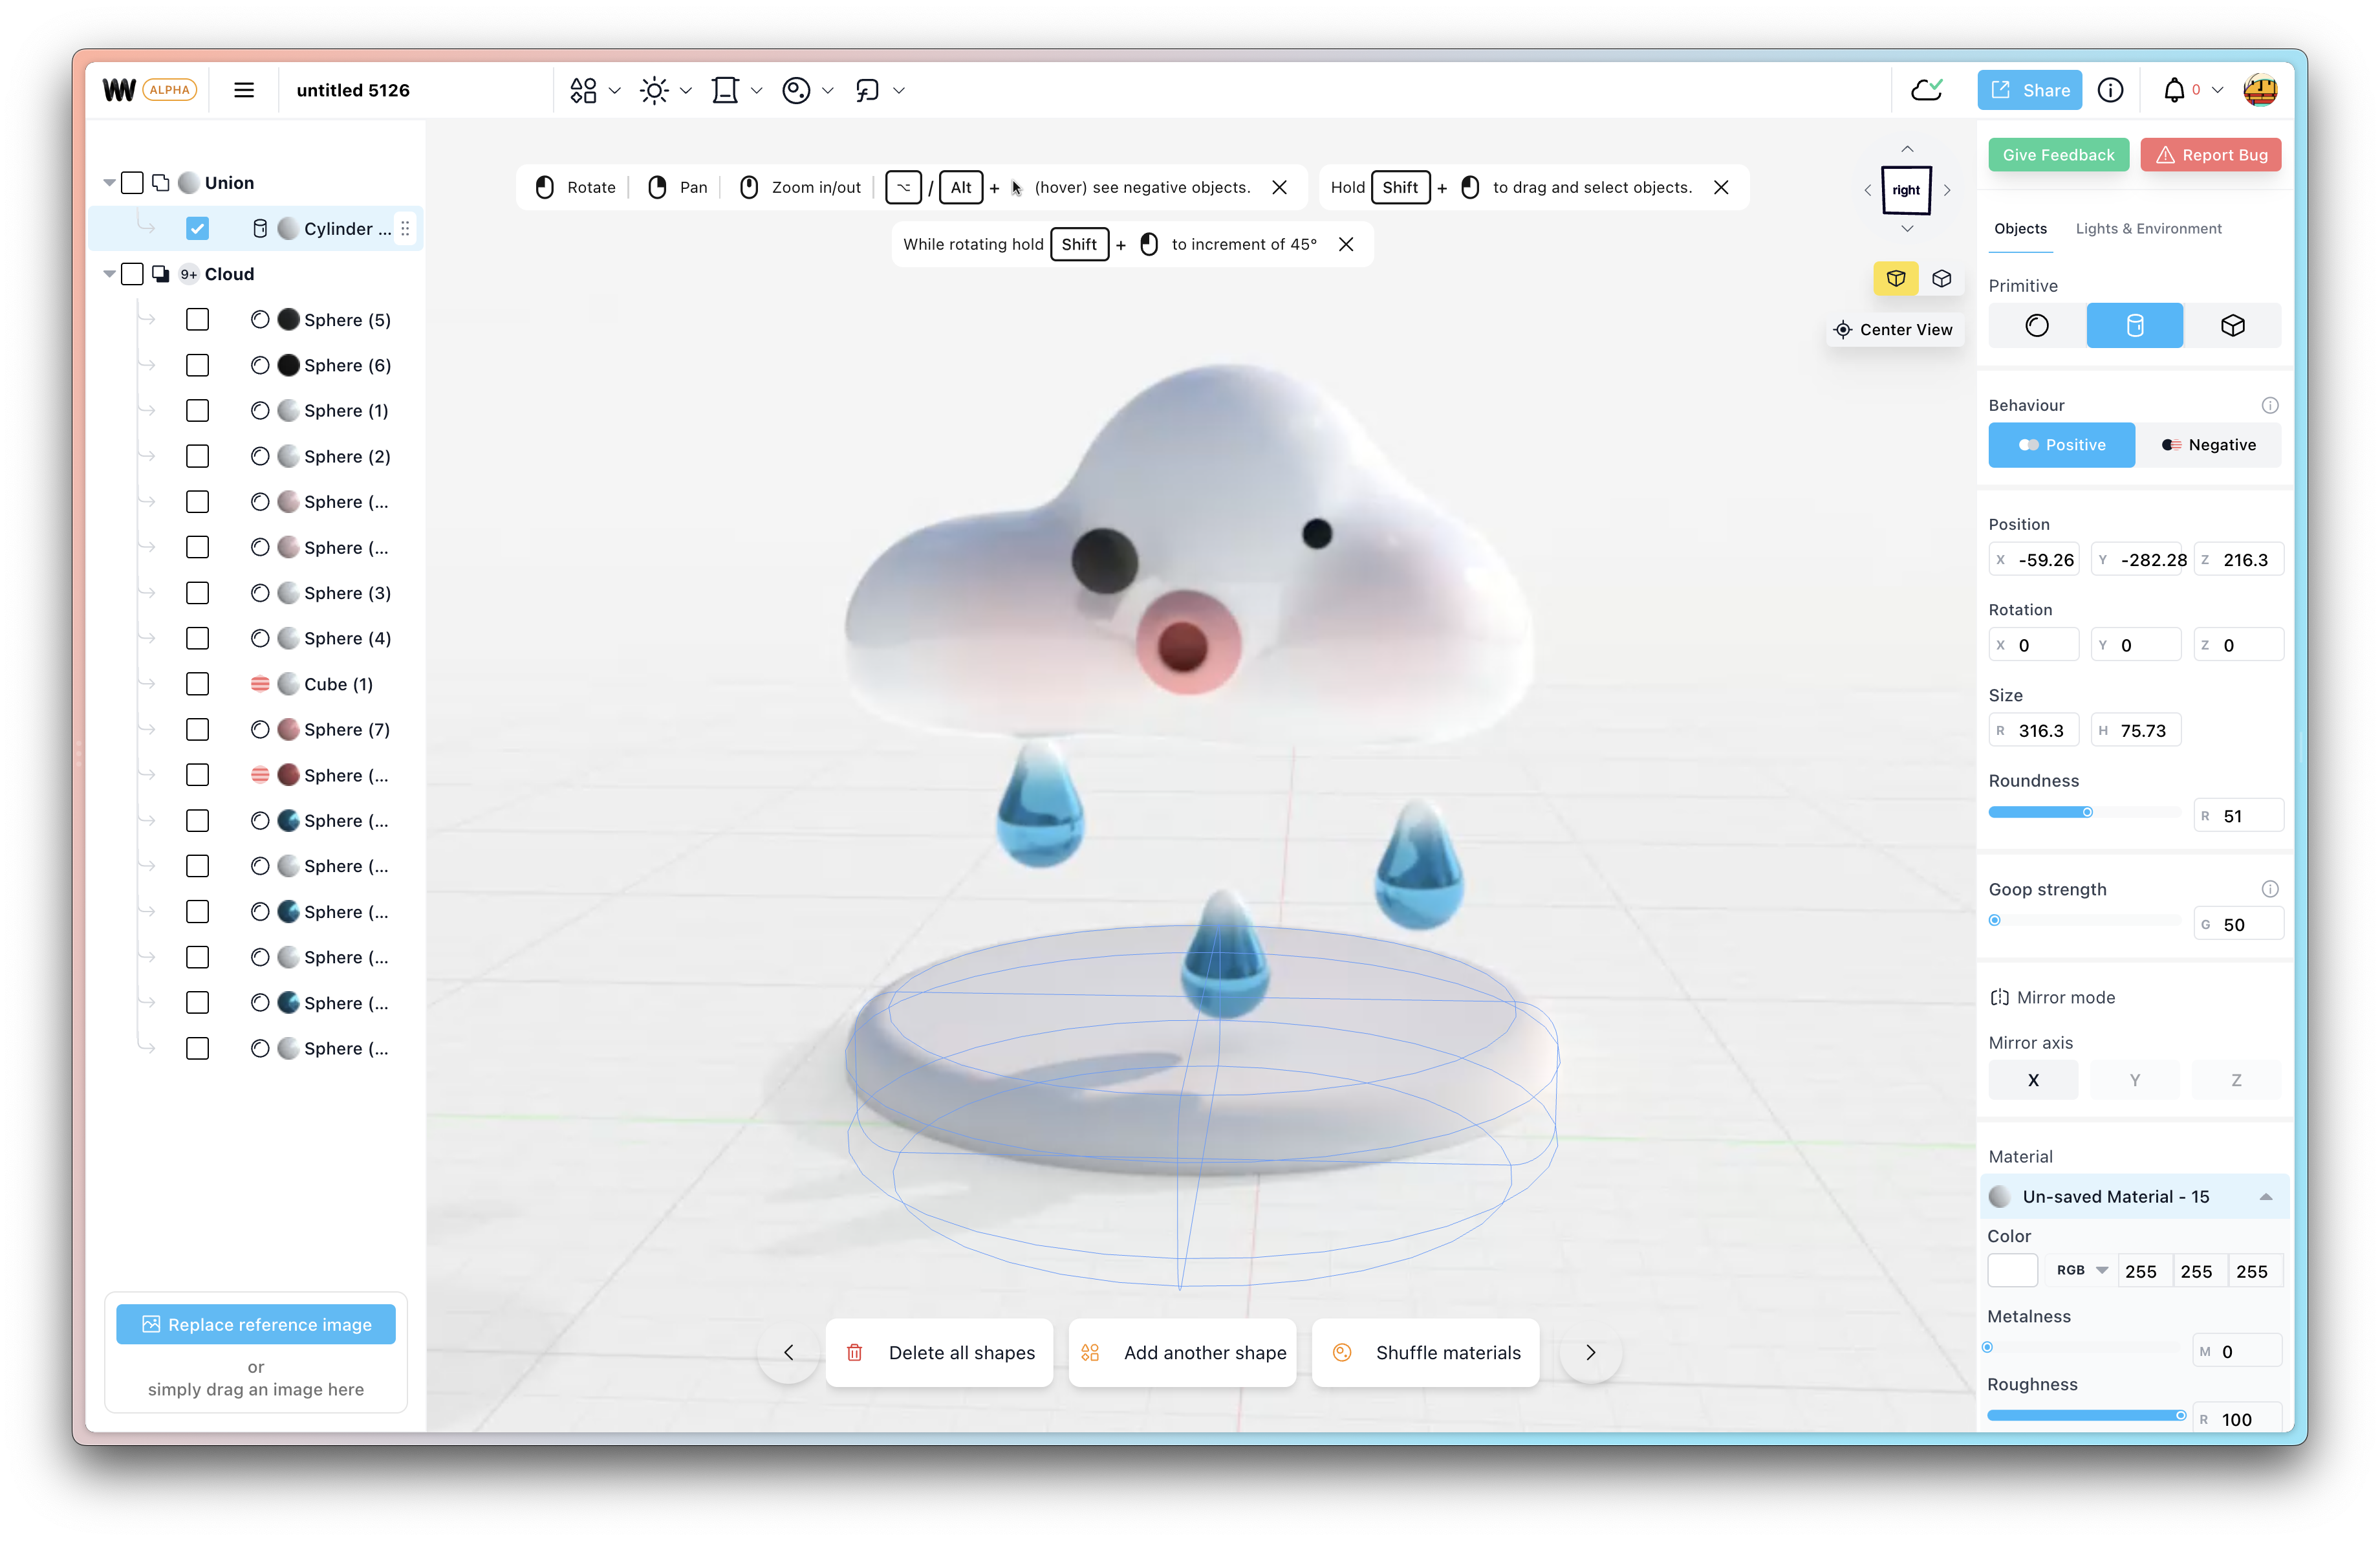 ALPHA
untitled 5126
Share
0
Union
Cylinder ...
9+ Cloud
Sphere (5)
Sphere (6)
Sphere (1)
Sphere (2)
Sphere (...
Sphere (...
Sphere (3)
Sphere (4)
Cube (1)
Sphere (7)
Sphere (...
Sphere (...
Sphere (...
Sphere (...
Sphere (...
Sphere (...
Sphere (...
Replace reference image
or
simply drag an image here
Rotate
Pan
Zoom in/out
⌥ / Alt + (hover) see negative objects.
Hold Shift + to drag and select objects.
While rotating hold Shift + to increment of 45°
right
Center View
Delete all shapes
Add another shape
Shuffle materials
Give Feedback
Report Bug
Objects
Lights & Environment
Primitive
Behaviour
Positive
Negative
Position
X -59.26 Y -282.28 Z 216.3
Rotation
X 0 Y 0 Z 0
Size
R 316.3 H 75.73
Roundness
R 51
Goop strength
G 50
Mirror mode
Mirror axis
X Y Z
Material
Un-saved Material - 15
Color
RGB 255 255 255
Metalness
M 0
Roughness
R 100